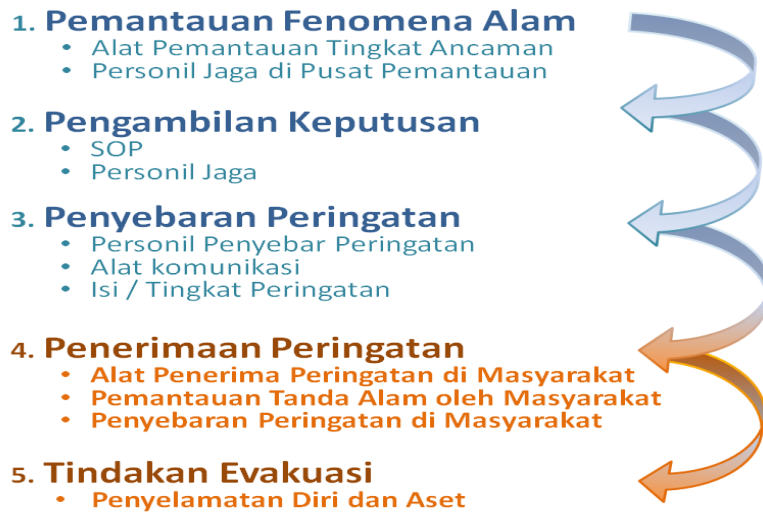 1. Pemantauan Fenomena Alam
• Alat Pemantauan Tingkat Ancaman
• Personil Jaga di Pusat Pemantauan
2. Pengambilan Keputusan
• SOP
• Personil Jaga
3. Penyebaran Peringatan
• Personil Penyebar Peringatan
• Alat komunikasi
• Isi / Tingkat Peringatan
4. Penerimaan Peringatan
• Alat Penerima Peringatan di Masyarakat
• Pemantauan Tanda Alam oleh Masyarakat
• Penyebaran Peringatan di Masyarakat
5. Tindakan Evakuasi
• Penyelamatan Diri dan Aset